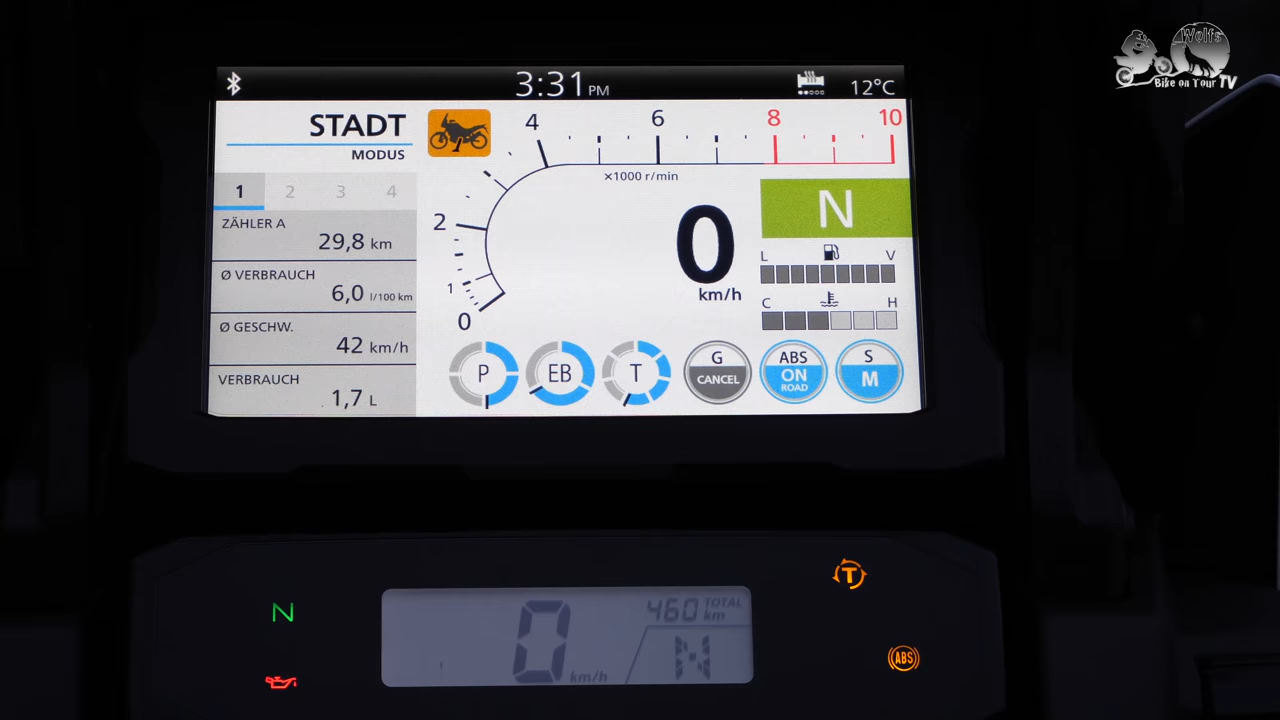 Wolfs
Bike on Tour TV
3:31 PM
12°C
STADT
MODUS
1 2 3 4
ZÄHLER A
29,8 km
Ø VERBRAUCH
6,0 l/100 km
Ø GESCHW.
42 km/h
VERBRAUCH
1,7 L
0 1 2 4 6 8 10
×1000 r/min
0
km/h
N
L V
C H
P
EB
T
G
CANCEL
ABS
ON
ROAD
S
M
N
0 km/h
460 TOTAL km
N
T
ABS